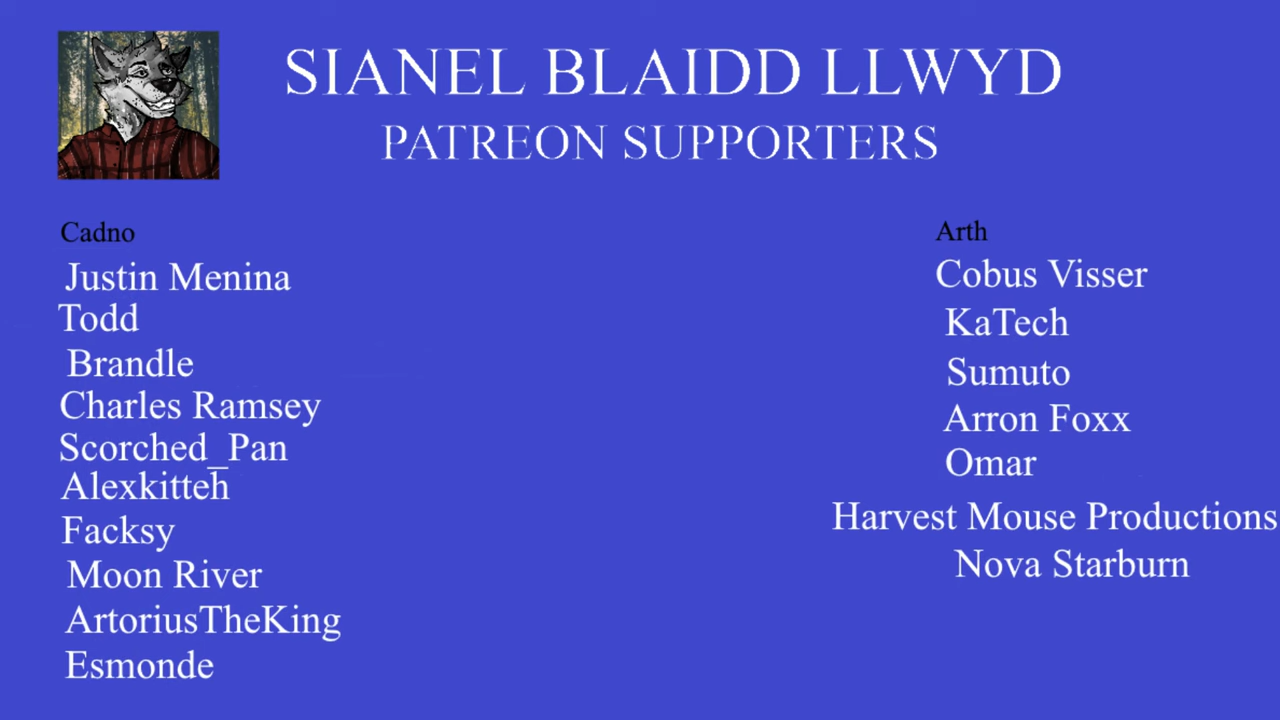 SIANEL BLAIDD LLWYD
PATREON SUPPORTERS
Cadno
Justin Menina
Todd
Brandle
Charles Ramsey
Scorched_Pan
Alexkitteh
Facksy
Moon River
ArtoriusTheKing
Esmonde
Arth
Cobus Visser
KaTech
Sumuto
Arron Foxx
Omar
Harvest Mouse Productions
Nova Starburn